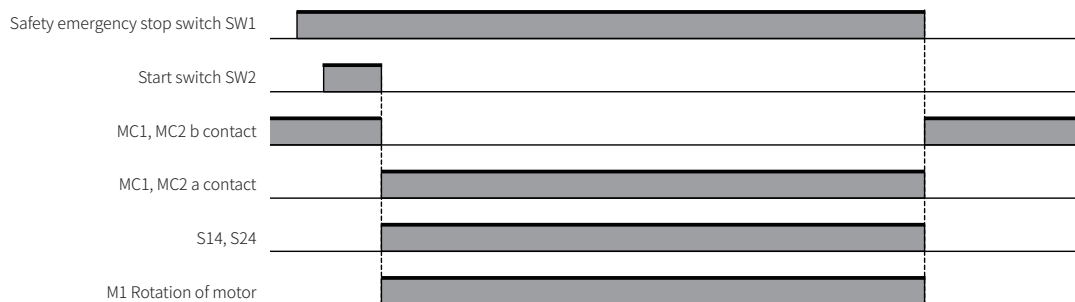 Safety emergency stop switch SW1
Start switch SW2
MC1, MC2 b contact
MC1, MC2 a contact
S14, S24
M1 Rotation of motor